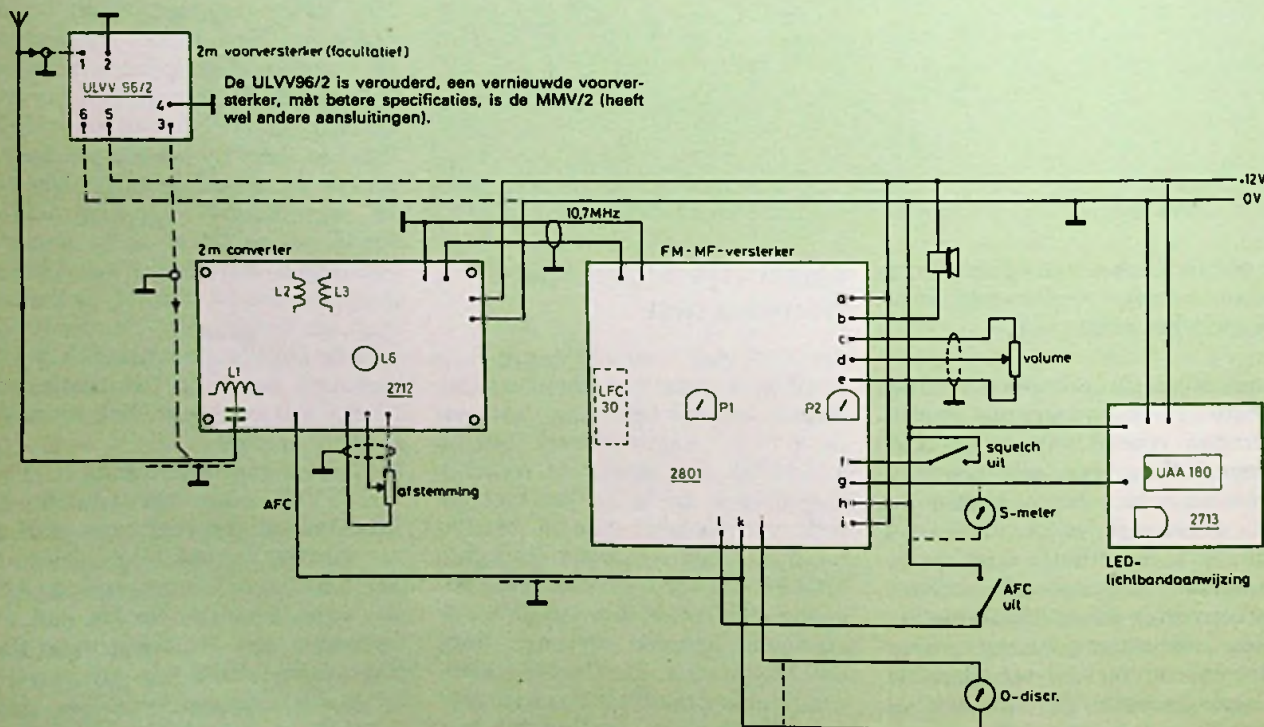 2m voorversterker (facultatief)
1 2
ULVV 96/2
4
6 5 3
De ULVV96/2 is verouderd, een vernieuwde voorver-
sterker, mèt betere specificaties, is de MMV/2 (heeft
wel andere aansluitingen).
+12V
0V
10,7MHz
2m converter
FM-MF-versterker
L2 L3
L6
L1
2712
AFC
afstemming
LFC
30
P1
P2
2801
a
b
c
d
e
f
g
h
i
l k
volume
squelch
uit
S-meter
UAA 180
2713
LED-
lichtbandaanwijzing
AFC
uit
0-discr.